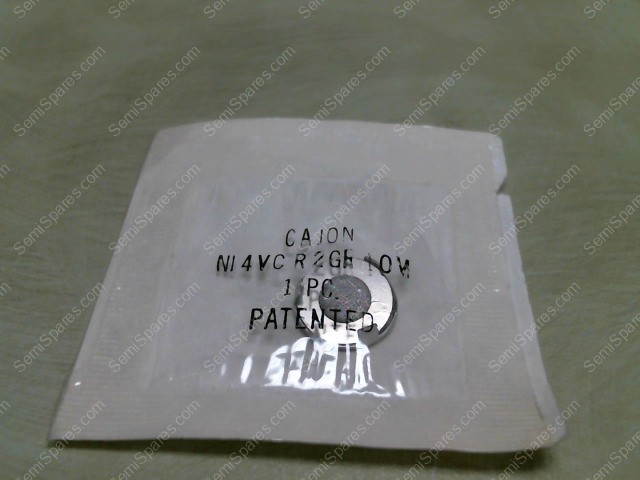 CAJON
NI4VCR2GR10M
1 PC.
PATENTED
SemiSpares.com